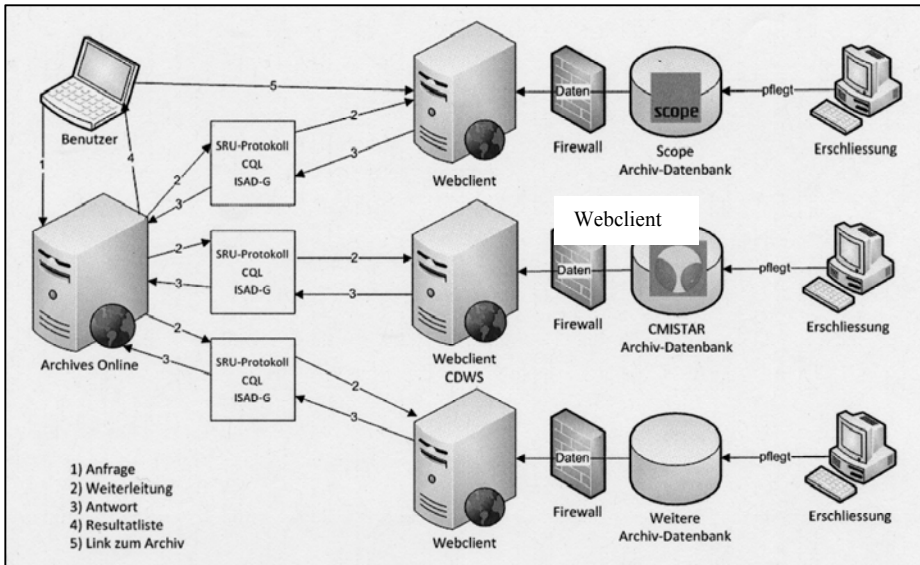 5
Benutzer
1
4
2
SRU-Protokoll
CQL
ISAD-G
2
3
3
Webclient
Daten
Firewall
scope
Scope
Archiv-Datenbank
pflegt
Erschliessung
Archives Online
2
SRU-Protokoll
CQL
ISAD-G
2
3
3
Webclient
CDWS
Webclient
Daten
Firewall
CMISTAR
Archiv-Datenbank
pflegt
Erschliessung
2
SRU-Protokoll
CQL
ISAD-G
2
3
3
Webclient
Daten
Firewall
Weitere
Archiv-Datenbank
pflegt
Erschliessung
1) Anfrage
2) Weiterleitung
3) Antwort
4) Resultatliste
5) Link zum Archiv